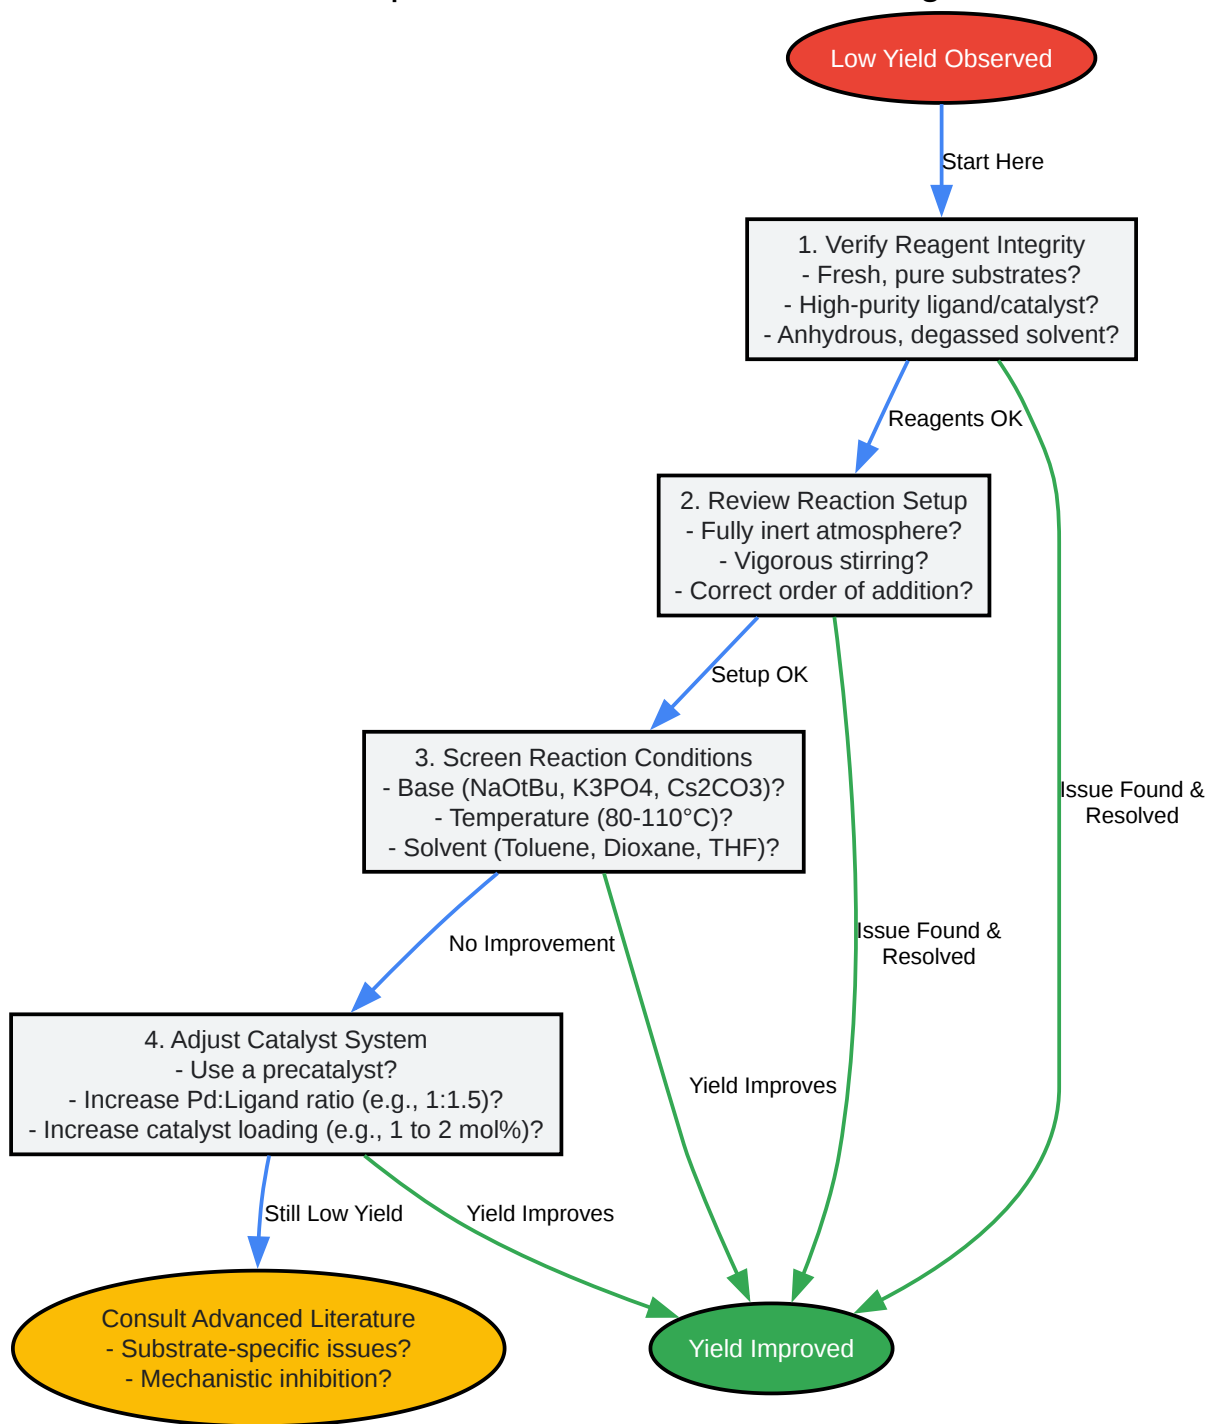 Low Yield Observed
Start Here
1. Verify Reagent Integrity
- Fresh, pure substrates?
- High-purity ligand/catalyst?
- Anhydrous, degassed solvent?
Reagents OK
2. Review Reaction Setup
- Fully inert atmosphere?
- Vigorous stirring?
- Correct order of addition?
Setup OK
3. Screen Reaction Conditions
- Base (NaOtBu, K3PO4, Cs2CO3)?
- Temperature (80-110°C)?
- Solvent (Toluene, Dioxane, THF)?
Issue Found &
Resolved
Issue Found &
Resolved
No Improvement
4. Adjust Catalyst System
- Use a precatalyst?
- Increase Pd:Ligand ratio (e.g., 1:1.5)?
- Increase catalyst loading (e.g., 1 to 2 mol%)?
Yield Improves
Still Low Yield
Yield Improves
Consult Advanced Literature
- Substrate-specific issues?
- Mechanistic inhibition?
Yield Improved